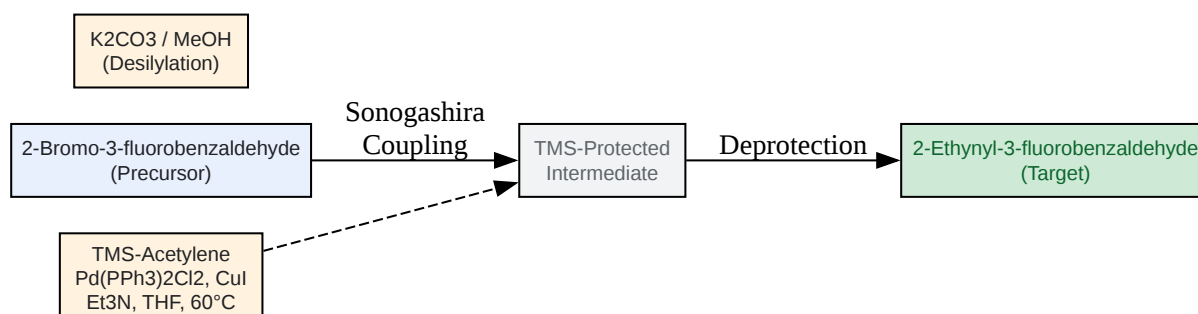 K2CO3 / MeOH
(Desilylation)
2-Bromo-3-fluorobenzaldehyde
(Precursor)
Sonogashira
Coupling
TMS-Protected
Intermediate
Deprotection
2-Ethynyl-3-fluorobenzaldehyde
(Target)
TMS-Acetylene
Pd(PPh3)2Cl2, CuI
Et3N, THF, 60°C